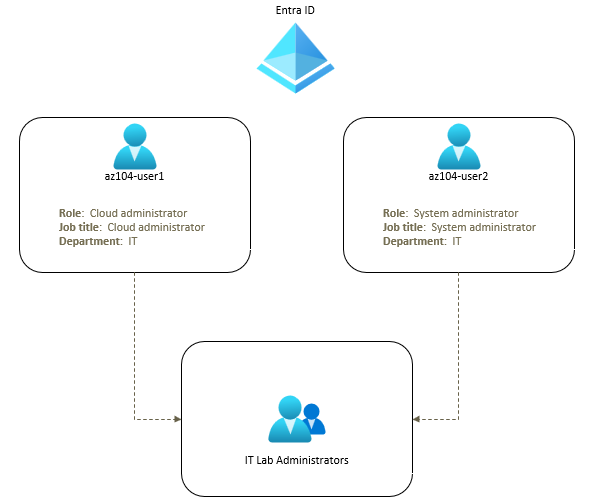 Entra ID
az104-user1
Role: Cloud administrator
Job title: Cloud administrator
Department: IT
az104-user2
Role: System administrator
Job title: System administrator
Department: IT
IT Lab Administrators